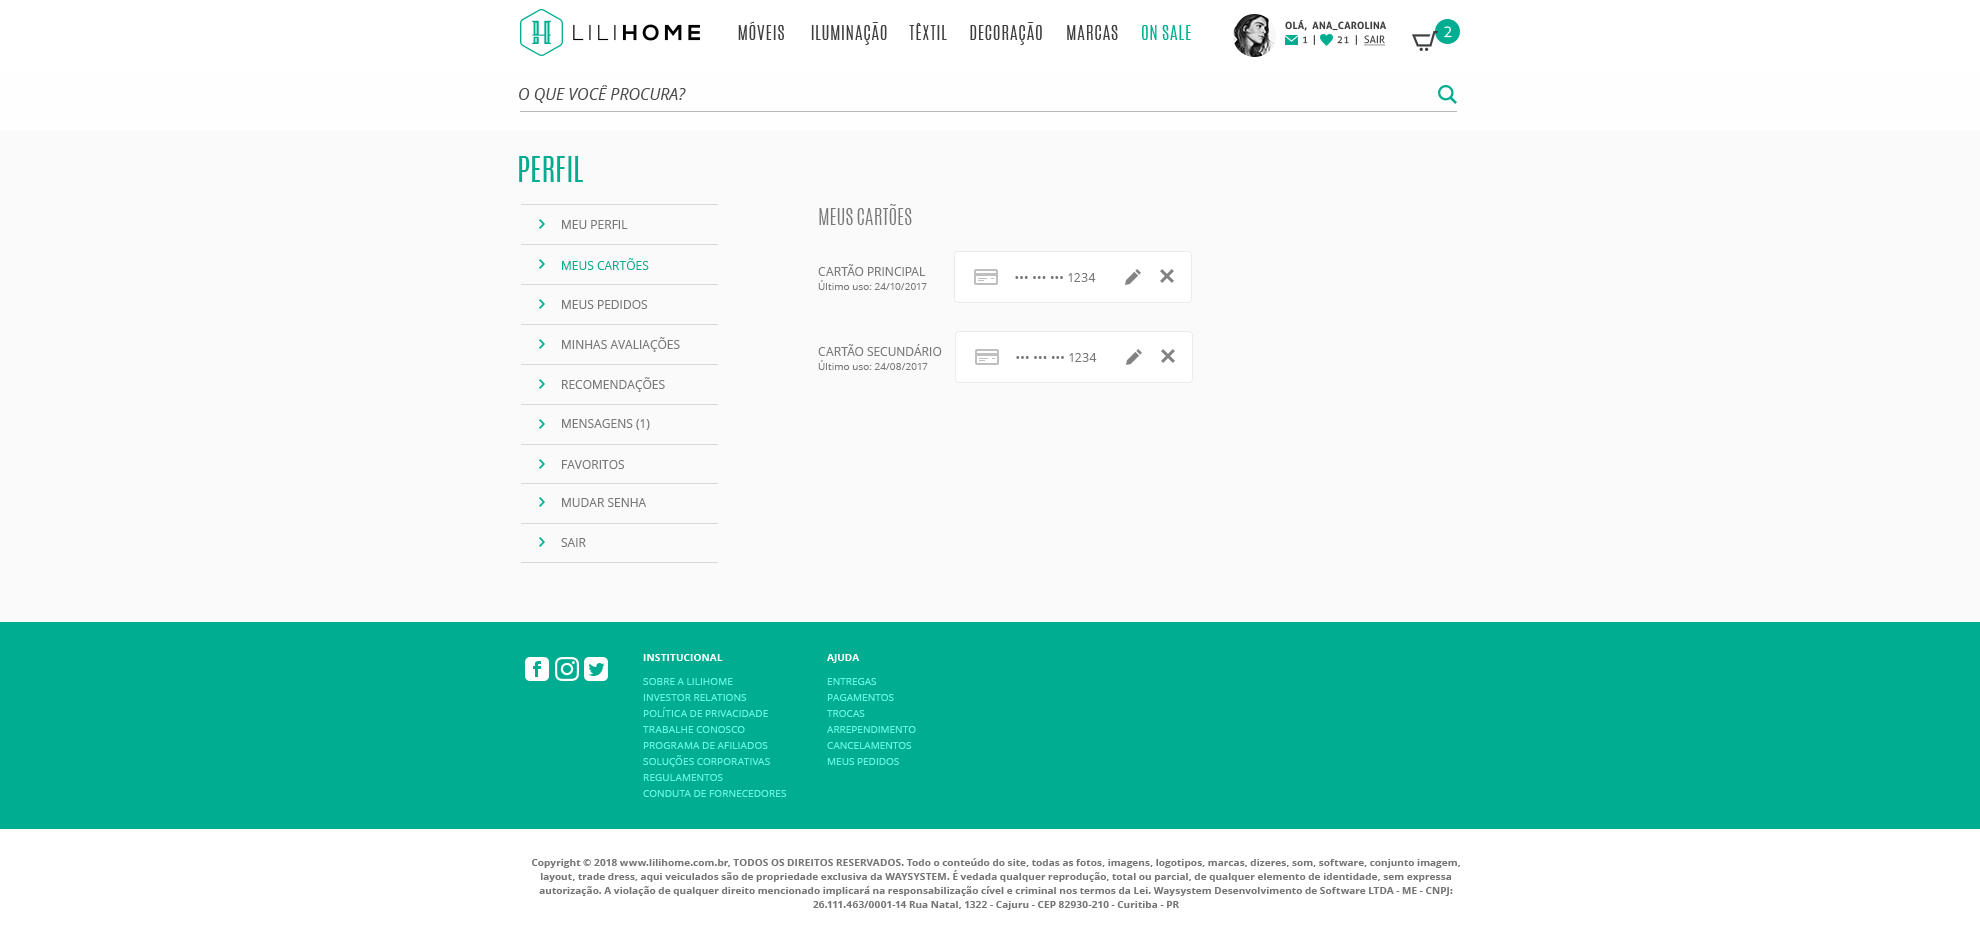 LILIHOME
MÓVEIS ILUMINAÇÃO TÊXTIL DECORAÇÃO MARCAS ON SALE
OLÁ, ANA_CAROLINA
1 | 21 | SAIR
2
O QUE VOCÊ PROCURA?
PERFIL
MEU PERFIL
MEUS CARTÕES
MEUS PEDIDOS
MINHAS AVALIAÇÕES
RECOMENDAÇÕES
MENSAGENS (1)
FAVORITOS
MUDAR SENHA
SAIR
MEUS CARTÕES
CARTÃO PRINCIPAL
Último uso: 24/10/2017
••• ••• ••• 1234
CARTÃO SECUNDÁRIO
Último uso: 24/08/2017
••• ••• ••• 1234
INSTITUCIONAL
SOBRE A LILIHOME
INVESTOR RELATIONS
POLÍTICA DE PRIVACIDADE
TRABALHE CONOSCO
PROGRAMA DE AFILIADOS
SOLUÇÕES CORPORATIVAS
REGULAMENTOS
CONDUTA DE FORNECEDORES
AJUDA
ENTREGAS
PAGAMENTOS
TROCAS
ARREPENDIMENTO
CANCELAMENTOS
MEUS PEDIDOS
Copyright © 2018 www.lilihome.com.br, TODOS OS DIREITOS RESERVADOS. Todo o conteúdo do site, todas as fotos, imagens, logotipos, marcas, dizeres, som, software, conjunto imagem,
layout, trade dress, aqui veiculados são de propriedade exclusiva da WAYSYSTEM. É vedada qualquer reprodução, total ou parcial, de qualquer elemento de identidade, sem expressa
autorização. A violação de qualquer direito mencionado implicará na responsabilização cível e criminal nos termos da Lei. Waysystem Desenvolvimento de Software LTDA - ME - CNPJ:
26.111.463/0001-14 Rua Natal, 1322 - Cajuru - CEP 82930-210 - Curitiba - PR